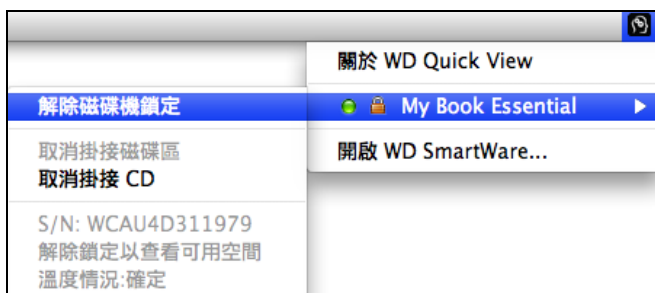 關於 WD Quick View
My Book Essential
開啟 WD SmartWare...
解除磁碟機鎖定
取消掛接磁碟區
取消掛接 CD
S/N: WCAU4D311979
解除鎖定以查看可用空間
溫度情況:確定